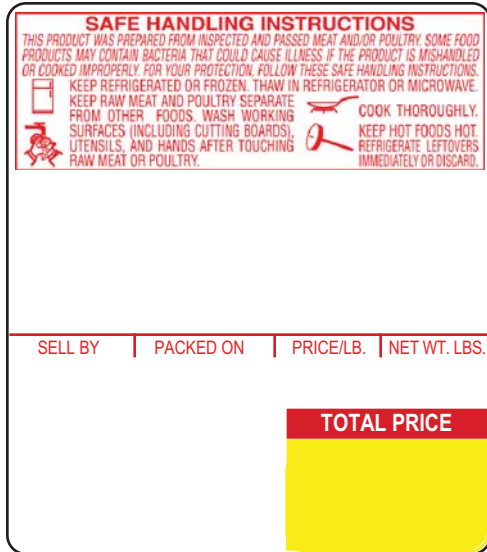 SAFE HANDLING INSTRUCTIONS
THIS PRODUCT WAS PREPARED FROM INSPECTED AND PASSED MEAT AND/OR POULTRY. SOME FOOD
PRODUCTS MAY CONTAIN BACTERIA THAT COULD CAUSE ILLNESS IF THE PRODUCT IS MISHANDLED
OR COOKED IMPROPERLY. FOR YOUR PROTECTION, FOLLOW THESE SAFE HANDLING INSTRUCTIONS.
KEEP REFRIGERATED OR FROZEN. THAW IN REFRIGERATOR OR MICROWAVE.
KEEP RAW MEAT AND POULTRY SEPARATE
FROM OTHER FOODS. WASH WORKING
SURFACES (INCLUDING CUTTING BOARDS),
UTENSILS, AND HANDS AFTER TOUCHING
RAW MEAT OR POULTRY.
COOK THOROUGHLY.
KEEP HOT FOODS HOT.
REFRIGERATE LEFTOVERS
IMMEDIATELY OR DISCARD.
SELL BY PACKED ON PRICE/LB. NET WT. LBS.
TOTAL PRICE